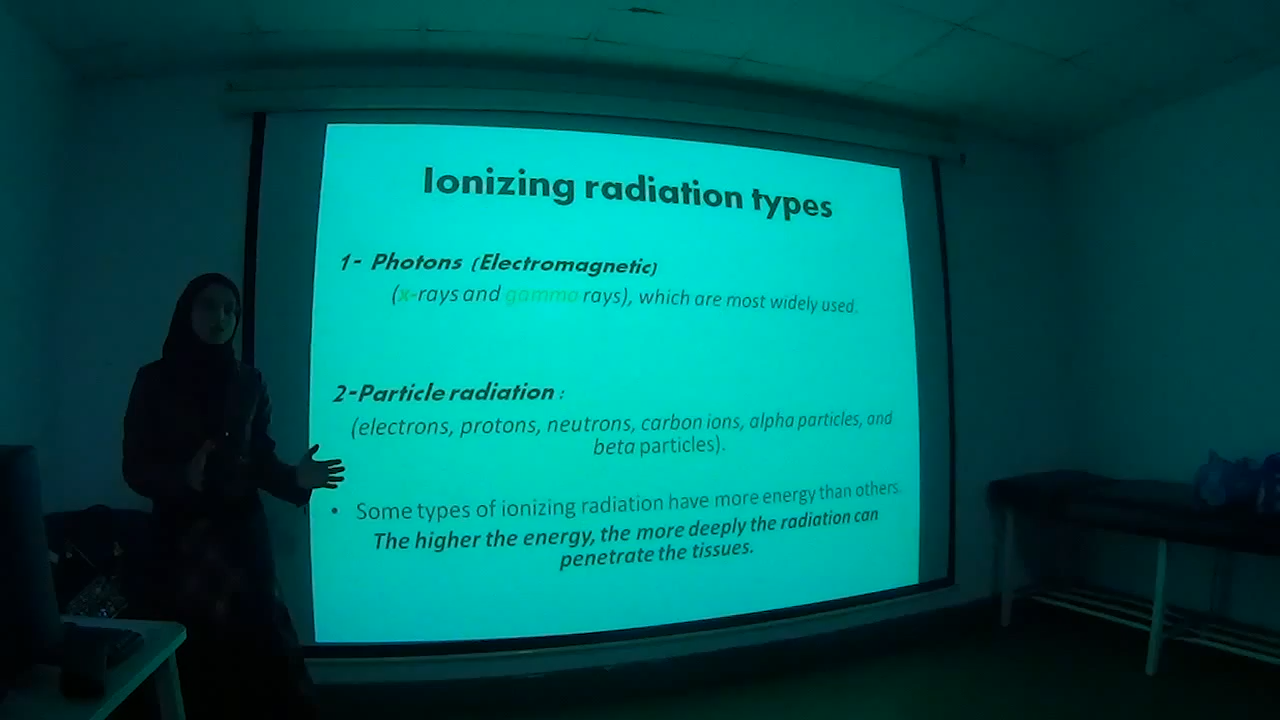 Ionizing radiation types
1- Photons (Electromagnetic)
(x-rays and gamma rays), which are most widely used.
2-Particle radiation :
(electrons, protons, neutrons, carbon ions, alpha particles, and
beta particles).
• Some types of ionizing radiation have more energy than others.
The higher the energy, the more deeply the radiation can
penetrate the tissues.